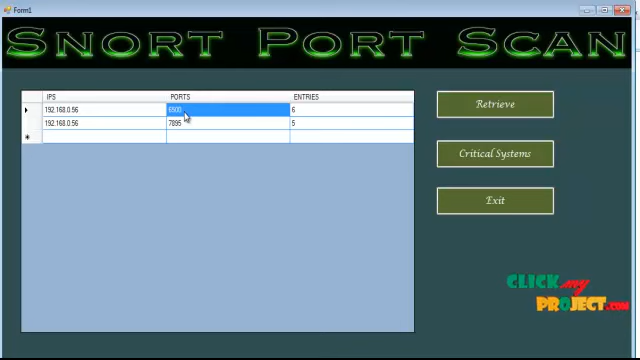 Form1
Snort Port Scan
IPS PORTS ENTRIES
192.168.0.56 6500 6
192.168.0.56 7895 5
Retrieve
Critical Systems
Exit
CLICK my
PROJECT.COM